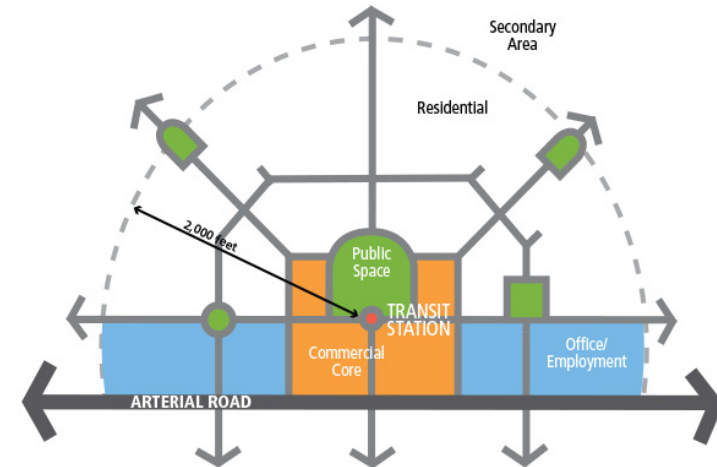 Secondary
Area
Residential
2,000 feet
Public
Space
TRANSIT
STATION
Commercial
Core
Office/
Employment
ARTERIAL ROAD